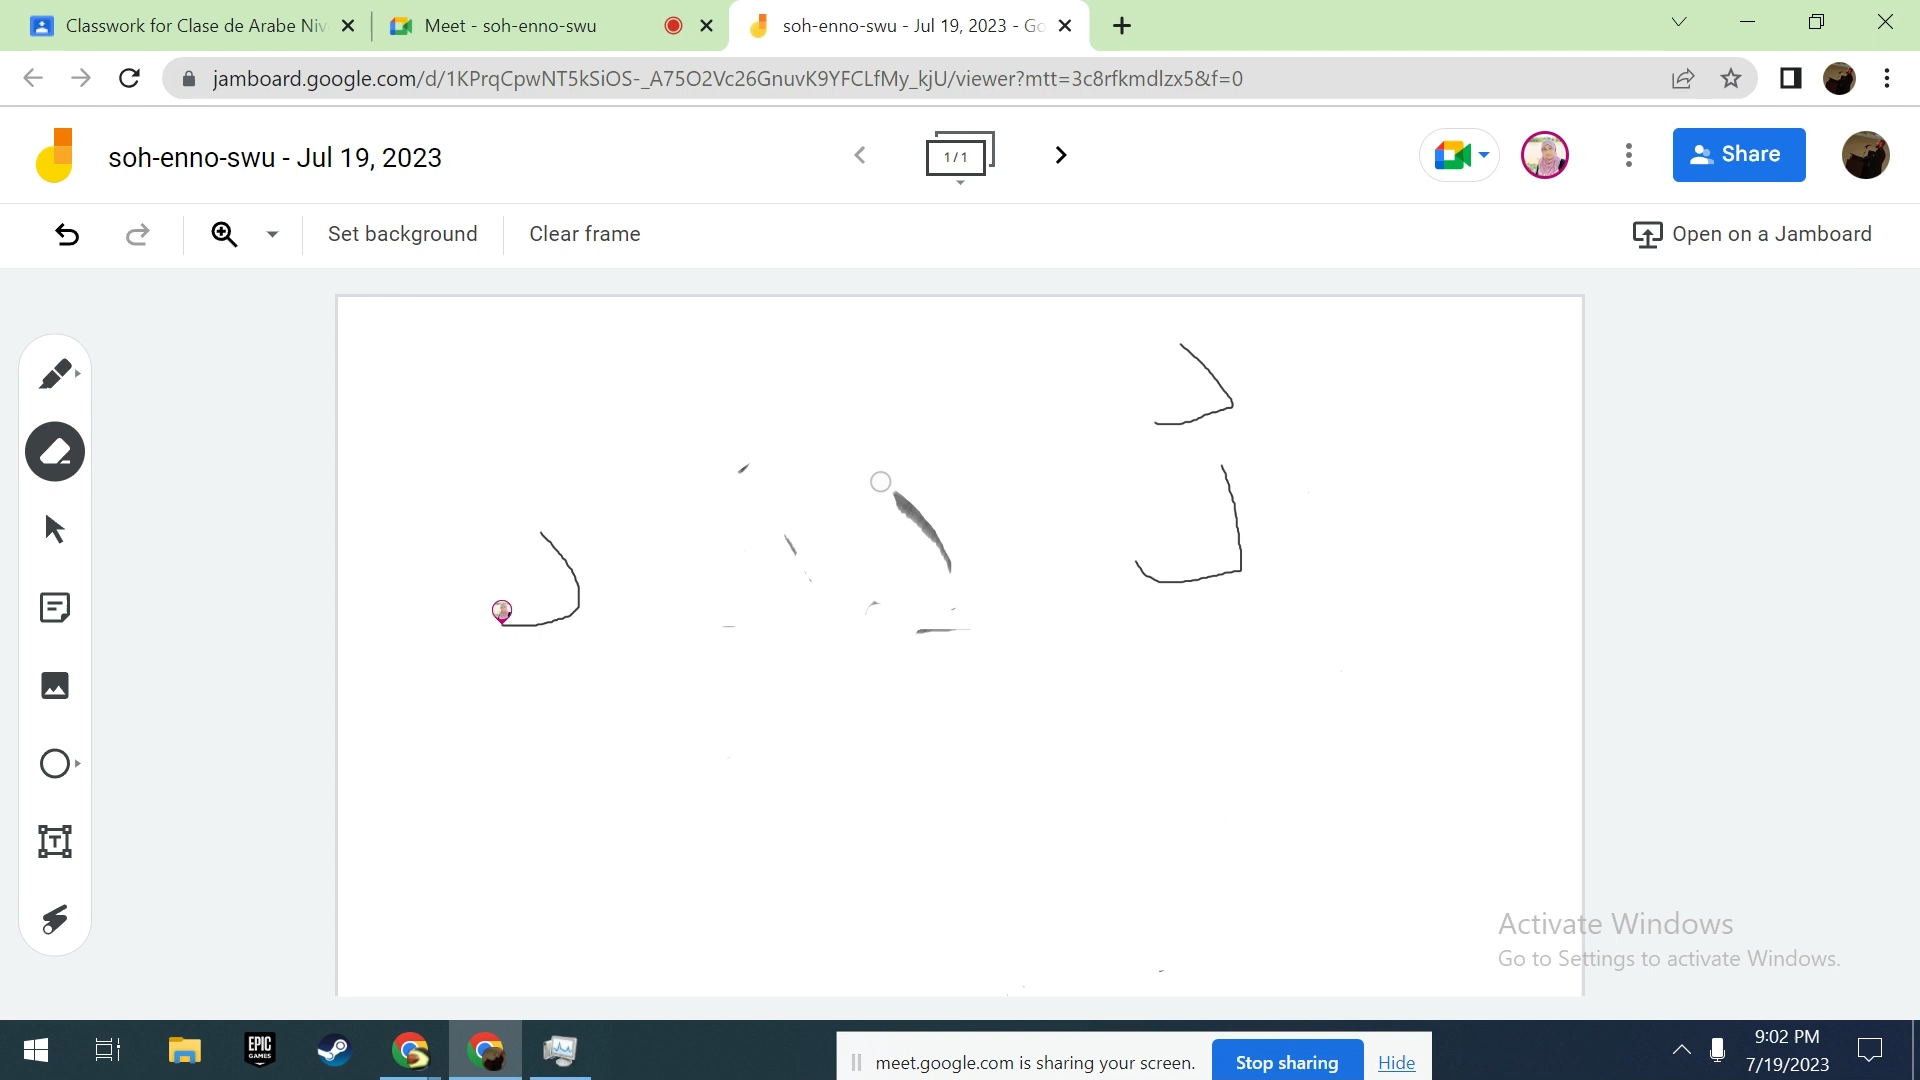 Classwork for Clase de Arabe Niv
Meet - soh-enno-swu
soh-enno-swu - Jul 19, 2023 - Go
jamboard.google.com/d/1KPrqCpwNT5kSiOS-_A75O2Vc26GnuvK9YFCLfMy_kjU/viewer?mtt=3c8rfkmdlzx5&f=0
soh-enno-swu - Jul 19, 2023
1/1
Share
Set background
Clear frame
Open on a Jamboard
د
د
د
Activate Windows
Go to Settings to activate Windows.
EPIC GAMES
meet.google.com is sharing your screen.
Stop sharing
Hide
9:02 PM
7/19/2023